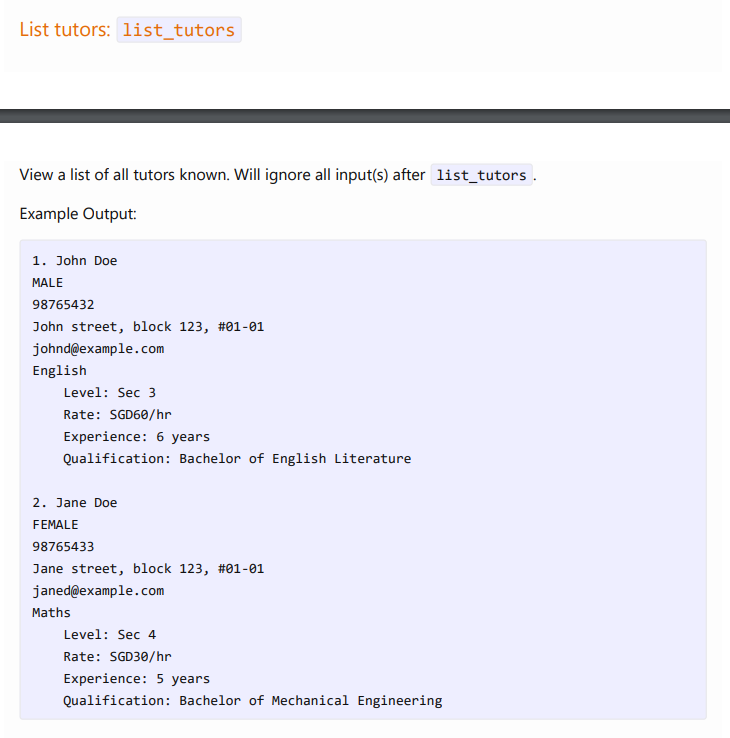 List tutors: list_tutors
View a list of all tutors known. Will ignore all input(s) after list_tutors.
Example Output:
1. John Doe
MALE
98765432
John street, block 123, #01-01
johnd@example.com
English
    Level: Sec 3
    Rate: SGD60/hr
    Experience: 6 years
    Qualification: Bachelor of English Literature

2. Jane Doe
FEMALE
98765433
Jane street, block 123, #01-01
janed@example.com
Maths
    Level: Sec 4
    Rate: SGD30/hr
    Experience: 5 years
    Qualification: Bachelor of Mechanical Engineering